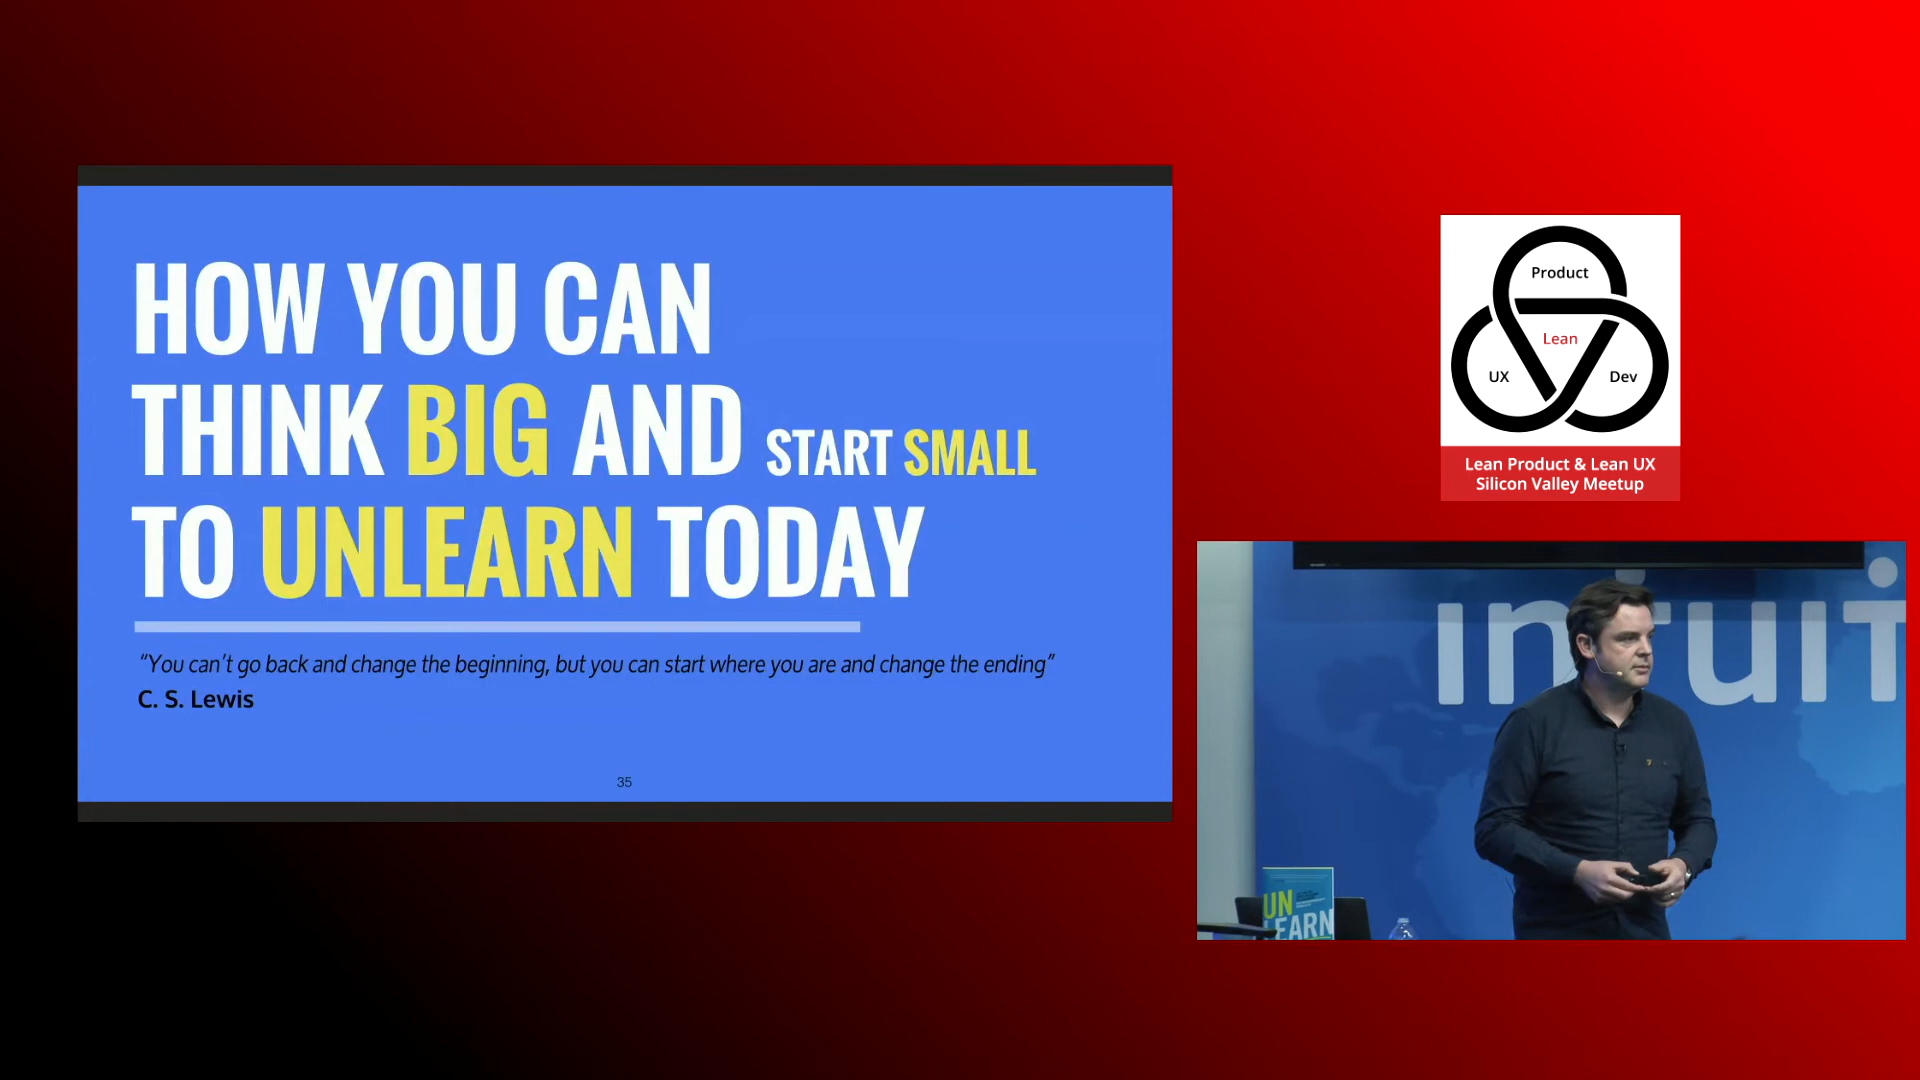 HOW YOU CAN
THINK BIG AND START SMALL
TO UNLEARN TODAY
“You can’t go back and change the beginning, but you can start where you are and change the ending”
C. S. Lewis
35
Product
Lean
UX
Dev
Lean Product & Lean UX
Silicon Valley Meetup
intuit
UN
LEARN